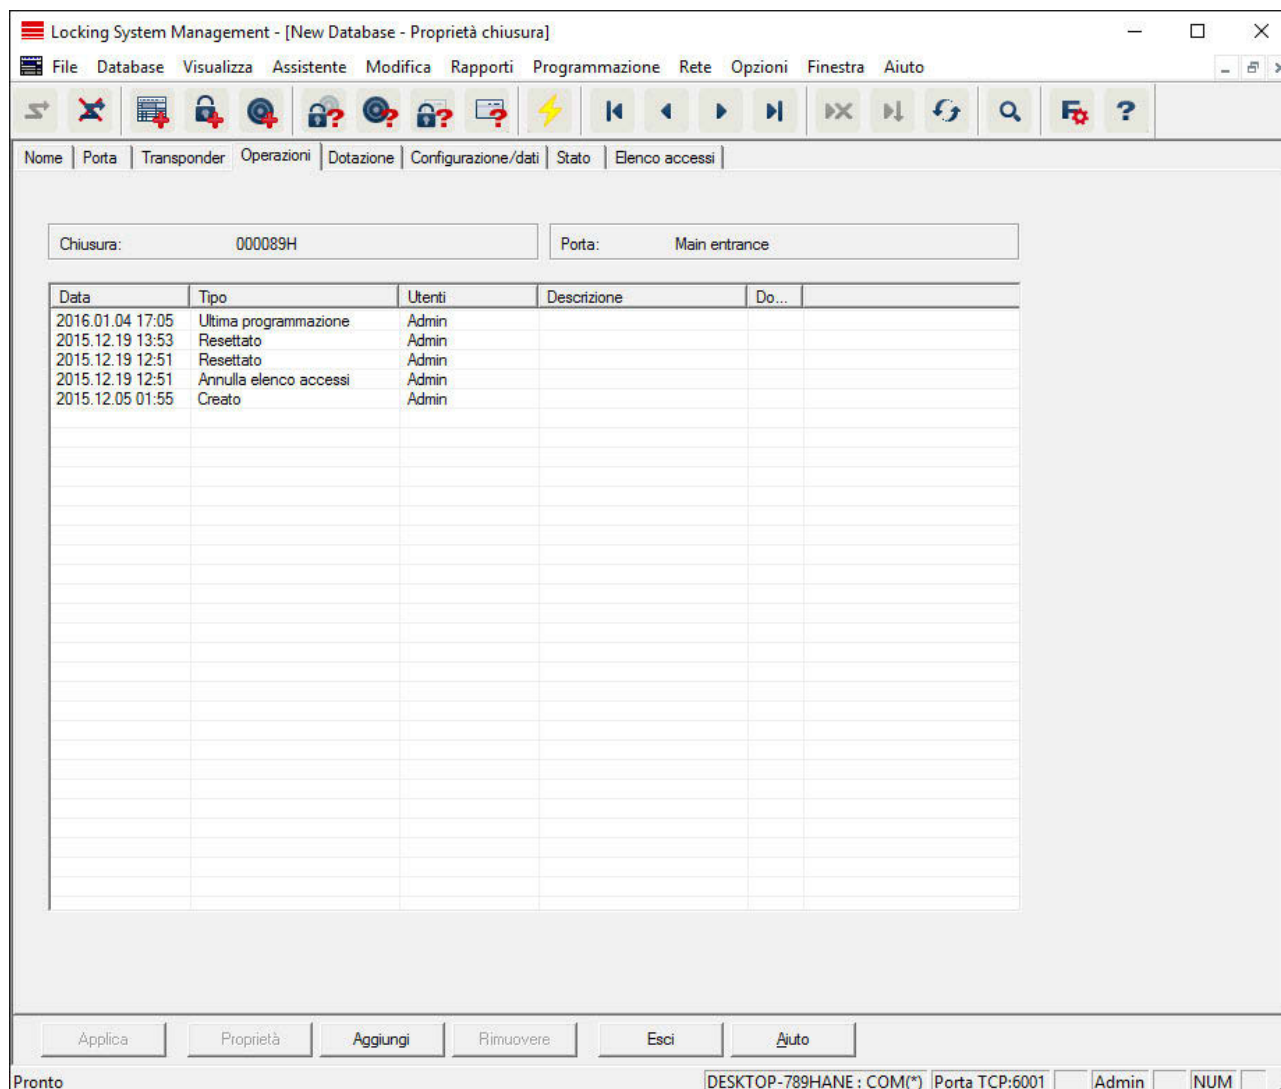 Locking System Management - [New Database - Proprietà chiusura]
File Database Visualizza Assistente Modifica Rapporti Programmazione Rete Opzioni Finestra Aiuto
Nome Porta Transponder Operazioni Dotazione Configurazione/dati Stato Elenco accessi
Chiusura: 000089H Porta: Main entrance
Data Tipo Utenti Descrizione Do...
2016.01.04 17:05 Ultima programmazione Admin
2015.12.19 13:53 Resettato Admin
2015.12.19 12:51 Resettato Admin
2015.12.19 12:51 Annulla elenco accessi Admin
2015.12.05 01:55 Creato Admin
Applica Proprietà Aggiungi Rimuovere Esci Aiuto
Pronto DESKTOP-789HANE : COM(*) Porta TCP:6001 Admin NUM